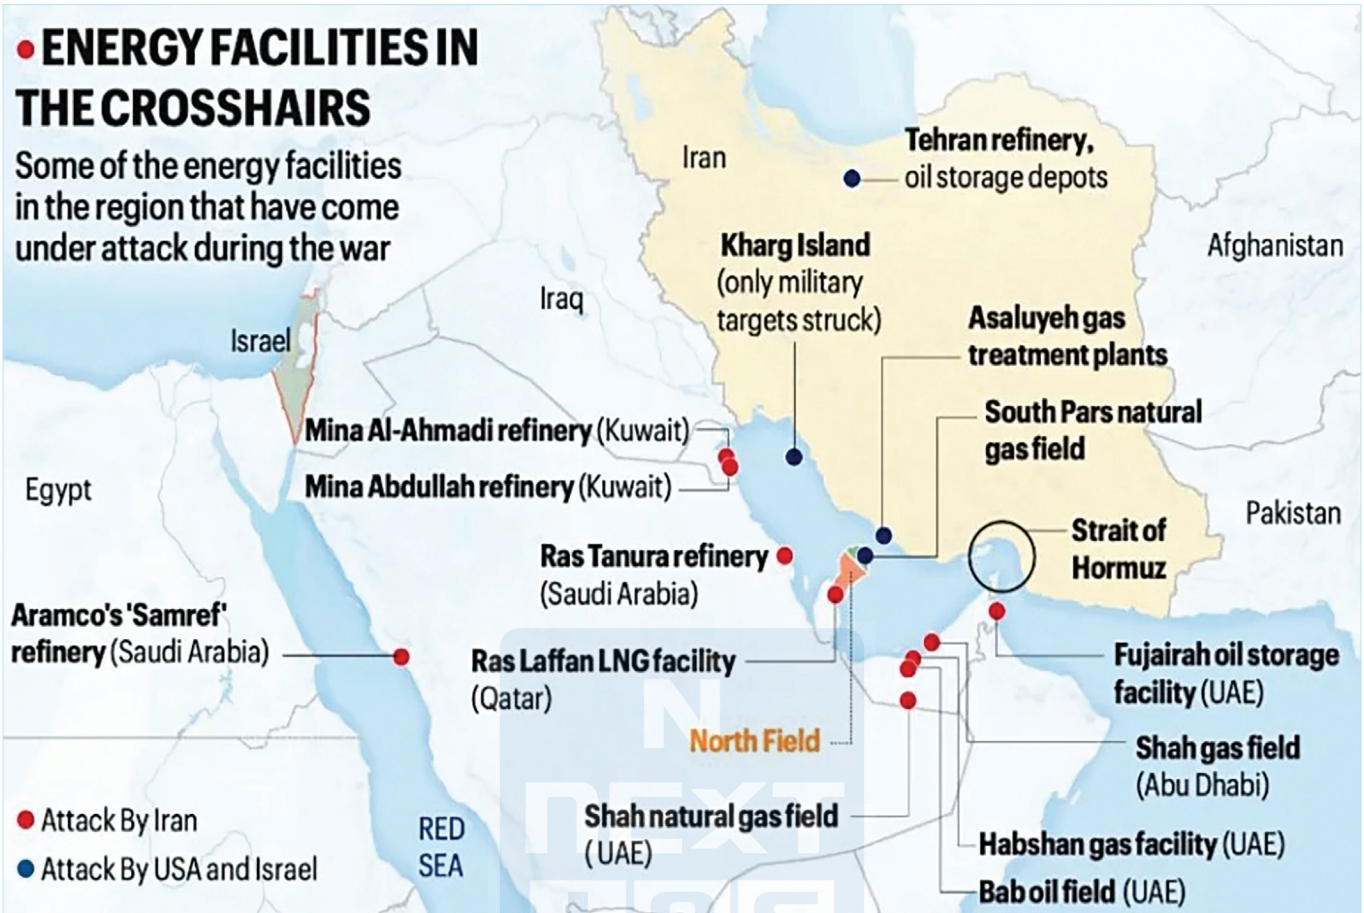 • ENERGY FACILITIES IN
THE CROSSHAIRS
Some of the energy facilities
in the region that have come
under attack during the war
Iran
Tehran refinery,
oil storage depots
Kharg Island
(only military
targets struck)
Afghanistan
Iraq
Israel
Asaluyeh gas
treatment plants
South Pars natural
gas field
Mina Al-Ahmadi refinery (Kuwait)
Mina Abdullah refinery (Kuwait)
Egypt
Pakistan
Strait of
Hormuz
Ras Tanura refinery
(Saudi Arabia)
Aramco's 'Samref'
refinery (Saudi Arabia)
Ras Laffan LNG facility
(Qatar)
Fujairah oil storage
facility (UAE)
North Field
Shah gas field
(Abu Dhabi)
Shah natural gas field
(UAE)
Habshan gas facility (UAE)
Bab oil field (UAE)
• Attack By Iran
• Attack By USA and Israel
RED
SEA
N
NEXT